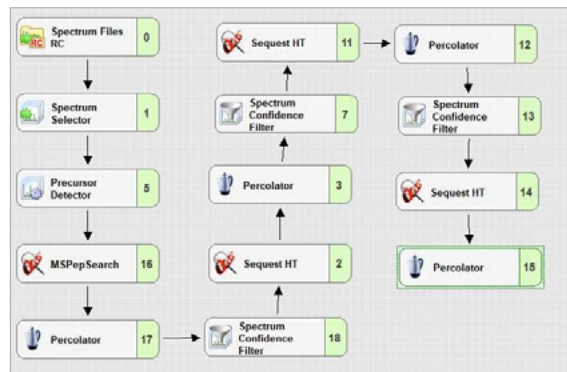 Spectrum Files
RC
0
RC
Spectrum
Selector
1
Precursor
Detector
5
MSPepSearch
16
Percolator
17
Spectrum
Confidence
Filter
18
Sequest HT
2
Percolator
3
Spectrum
Confidence
Filter
7
Sequest HT
11
Percolator
12
Spectrum
Confidence
Filter
13
Sequest HT
14
Percolator
15